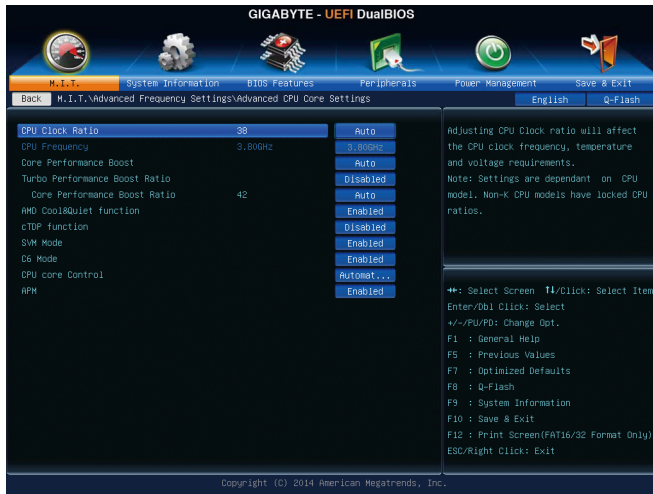 GIGABYTE - UEFI DualBIOS
M.I.T. System Information BIOS Features Peripherals Power Management Save & Exit
Back M.I.T.\Advanced Frequency Settings\Advanced CPU Core Settings English Q-Flash
CPU Clock Ratio 38 Auto
CPU Frequency 3.80GHz 3.80GHz
Core Performance Boost Auto
Turbo Performance Boost Ratio Disabled
Core Performance Boost Ratio 42 Auto
AMD Cool&Quiet function Enabled
cTDP function Disabled
SVM Mode Enabled
C6 Mode Enabled
CPU core Control Automat...
APM Enabled
Adjusting CPU Clock ratio will affect
the CPU clock frequency, temperature
and voltage requirements.
Note: Settings are dependant on CPU
model. Non-K CPU models have locked CPU
ratios.
→←: Select Screen ↑↓/Click: Select Item
Enter/Dbl Click: Select
+/-/PU/PD: Change Opt.
F1 : General Help
F5 : Previous Values
F7 : Optimized Defaults
F8 : Q-Flash
F9 : System Information
F10 : Save & Exit
F12 : Print Screen(FAT16/32 Format Only)
ESC/Right Click: Exit
Copyright (C) 2014 American Megatrends, Inc.